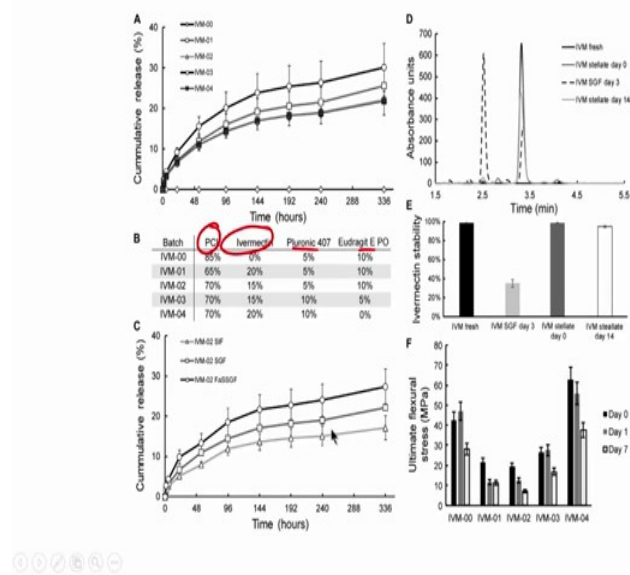 A
IVM-00
IVM-01
IVM-02
IVM-03
IVM-04
Cummulative release (%)
40
30
20
10
0
0 48 96 144 192 240 288 336
Time (hours)
B
Batch PCL Ivermectin Pluronic 407 Eudragit E PO
IVM-00 85% 0% 5% 10%
IVM-01 65% 20% 5% 10%
IVM-02 70% 15% 5% 10%
IVM-03 70% 15% 10% 5%
IVM-04 70% 20% 10% 0%
C
IVM-02 SIF
IVM-02 SGF
IVM-02 FaSSGF
Cummulative release (%)
40
30
20
10
0
0 48 96 144 192 240 288 336
Time (hours)
D
IVM fresh
IVM stellate day 0
IVM SGF day 3
IVM stellate day 14
Absorbance units
700
600
500
400
300
200
100
0
1.5 2.5 3.5 4.5 5.5
Time (min)
E
Ivermectin stability
100%
80%
60%
40%
20%
0%
IVM fresh
IVM SGF day 3
IVM stellate day 0
IVM steallate day 14
F
Ultimate flexural stress (MPa)
80
70
60
50
40
30
20
10
0
IVM-00 IVM-01 IVM-02 IVM-03 IVM-04
Day 0
Day 1
Day 7